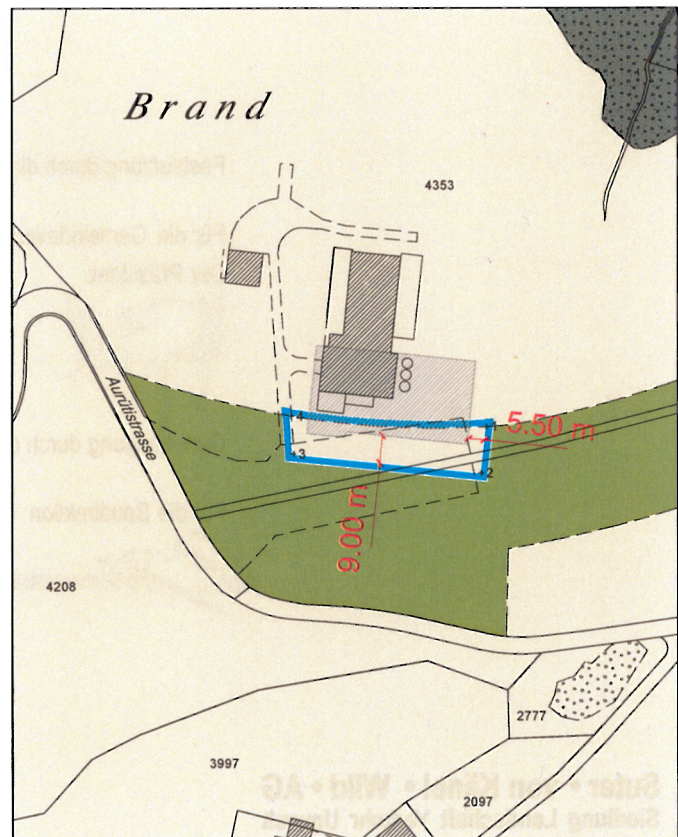 Brand
4353
Aurütistrasse
4
1
5.50 m
3
2
9.00 m
4208
2777
3997
2097
Suter • von Känel • Wild • AG